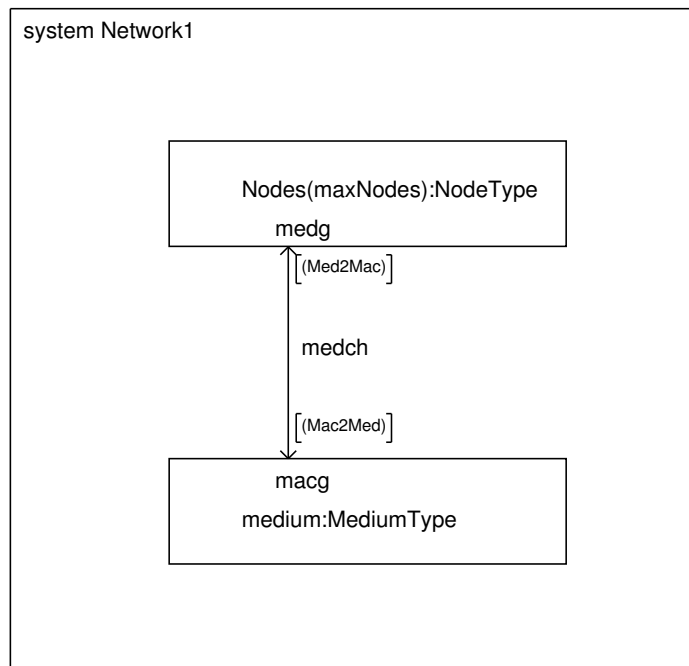 system Network1
Nodes(maxNodes):NodeType
medg
(Med2Mac)
medch
(Mac2Med)
macg
medium:MediumType